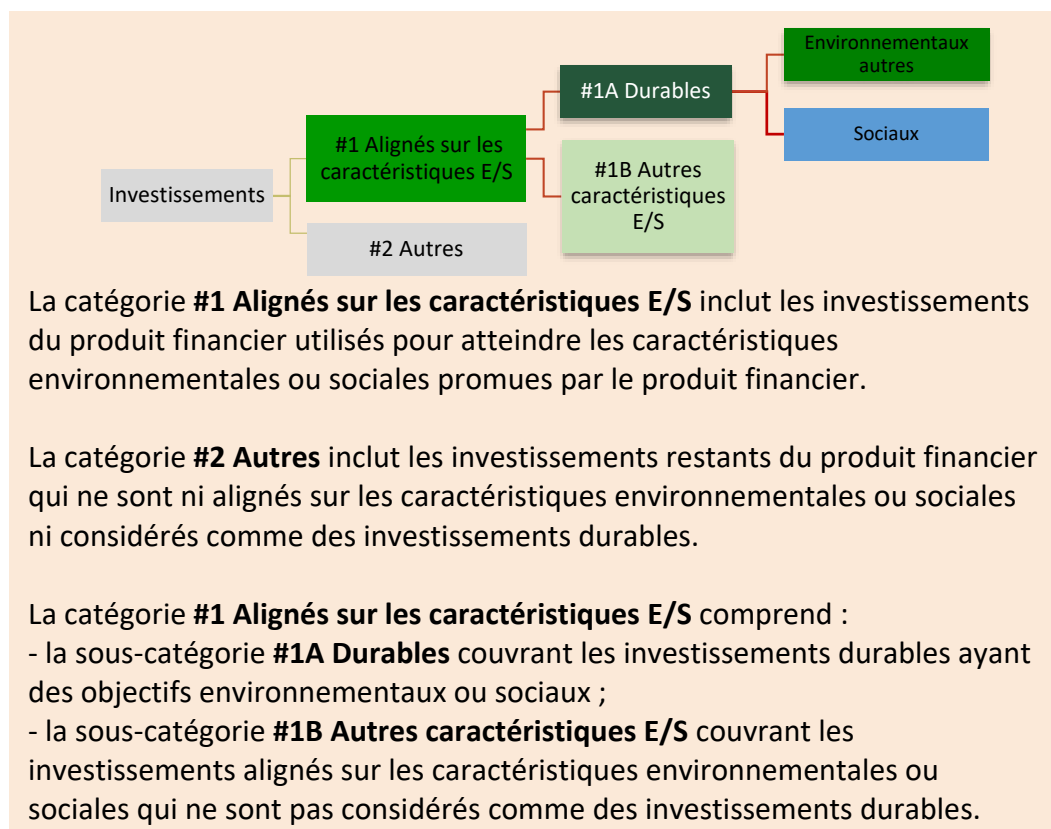 Environnementaux
autres
#1A Durables
Sociaux
#1 Alignés sur les
caractéristiques E/S
#1B Autres
caractéristiques
E/S
Investissements
#2 Autres
La catégorie #1 Alignés sur les caractéristiques E/S inclut les investissements
du produit financier utilisés pour atteindre les caractéristiques
environnementales ou sociales promues par le produit financier.
La catégorie #2 Autres inclut les investissements restants du produit financier
qui ne sont ni alignés sur les caractéristiques environnementales ou sociales
ni considérés comme des investissements durables.
La catégorie #1 Alignés sur les caractéristiques E/S comprend :
- la sous-catégorie #1A Durables couvrant les investissements durables ayant
des objectifs environnementaux ou sociaux ;
- la sous-catégorie #1B Autres caractéristiques E/S couvrant les
investissements alignés sur les caractéristiques environnementales ou
sociales qui ne sont pas considérés comme des investissements durables.